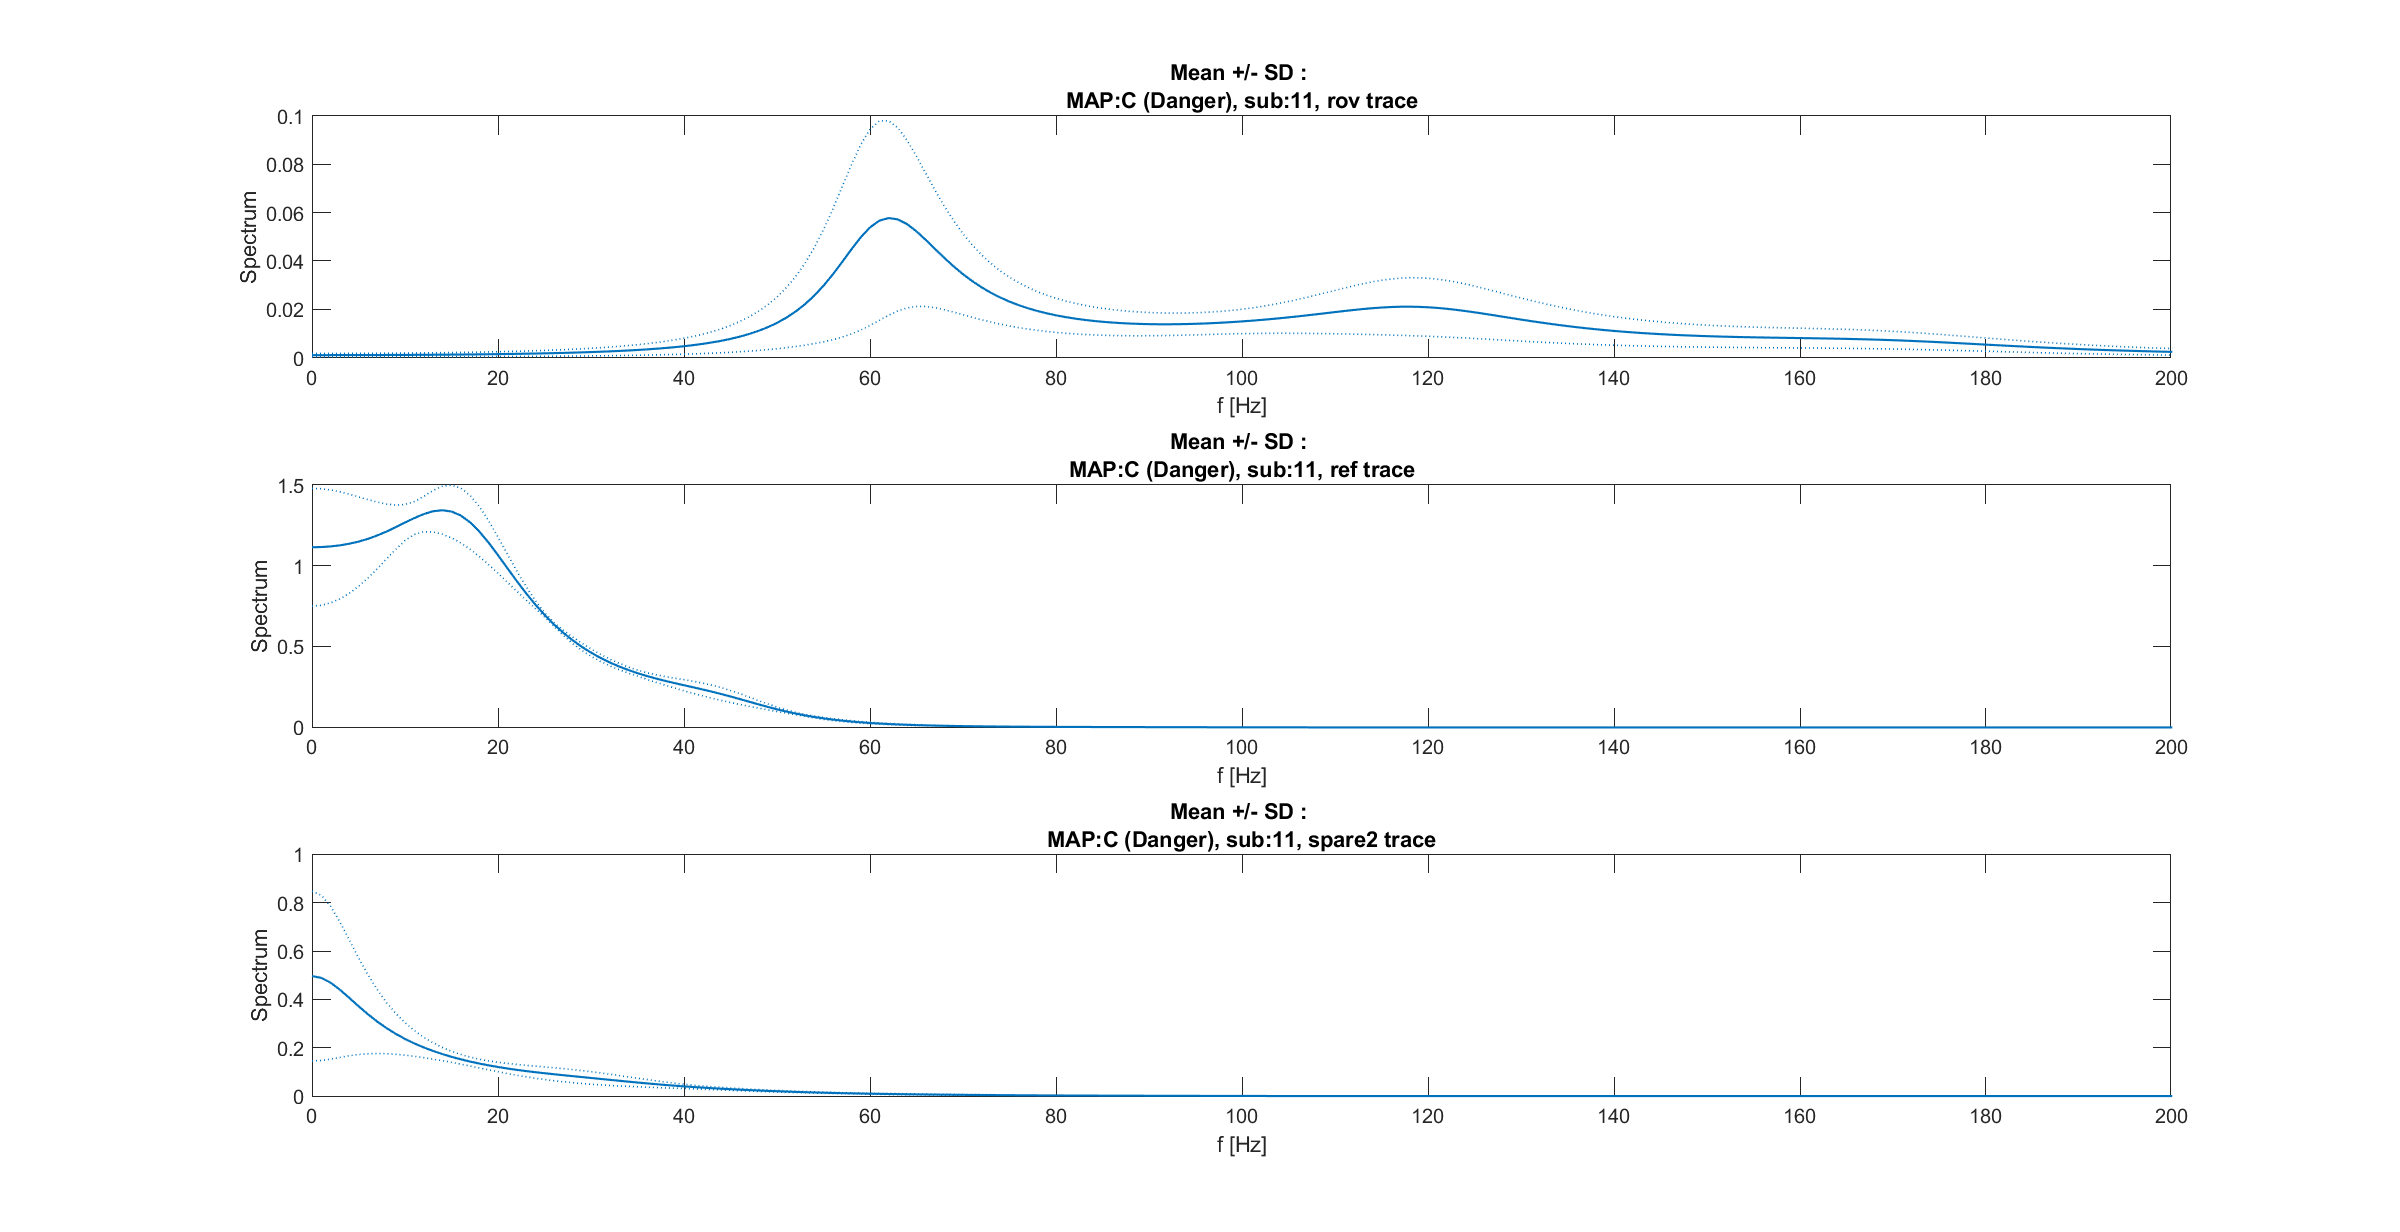 Mean +/- SD :
MAP:C (Danger), sub:11, rov trace
0.1
0.08
0.06
0.04
0.02
0
Spectrum
0 20 40 60 80 100 120 140 160 180 200
f [Hz]
Mean +/- SD :
MAP:C (Danger), sub:11, ref trace
1.5
1
0.5
0
Spectrum
0 20 40 60 80 100 120 140 160 180 200
f [Hz]
Mean +/- SD :
MAP:C (Danger), sub:11, spare2 trace
1
0.8
0.6
0.4
0.2
0
Spectrum
0 20 40 60 80 100 120 140 160 180 200
f [Hz]